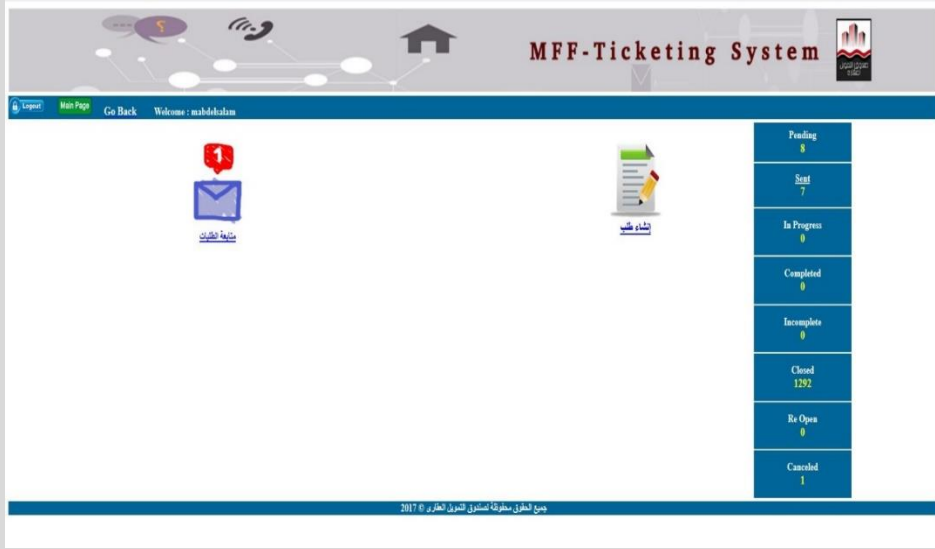 MFF-Ticketing System
Logout
Main Page
Go Back
Welcome : mabdelsalam
1
متابعة الطلبات
إنشاء طلب
Pending
8
Sent
7
In Progress
0
Completed
0
Incomplete
0
Closed
1292
Re Open
0
Canceled
1
جميع الحقوق محفوظة لصندوق التمويل العقارى © 2017